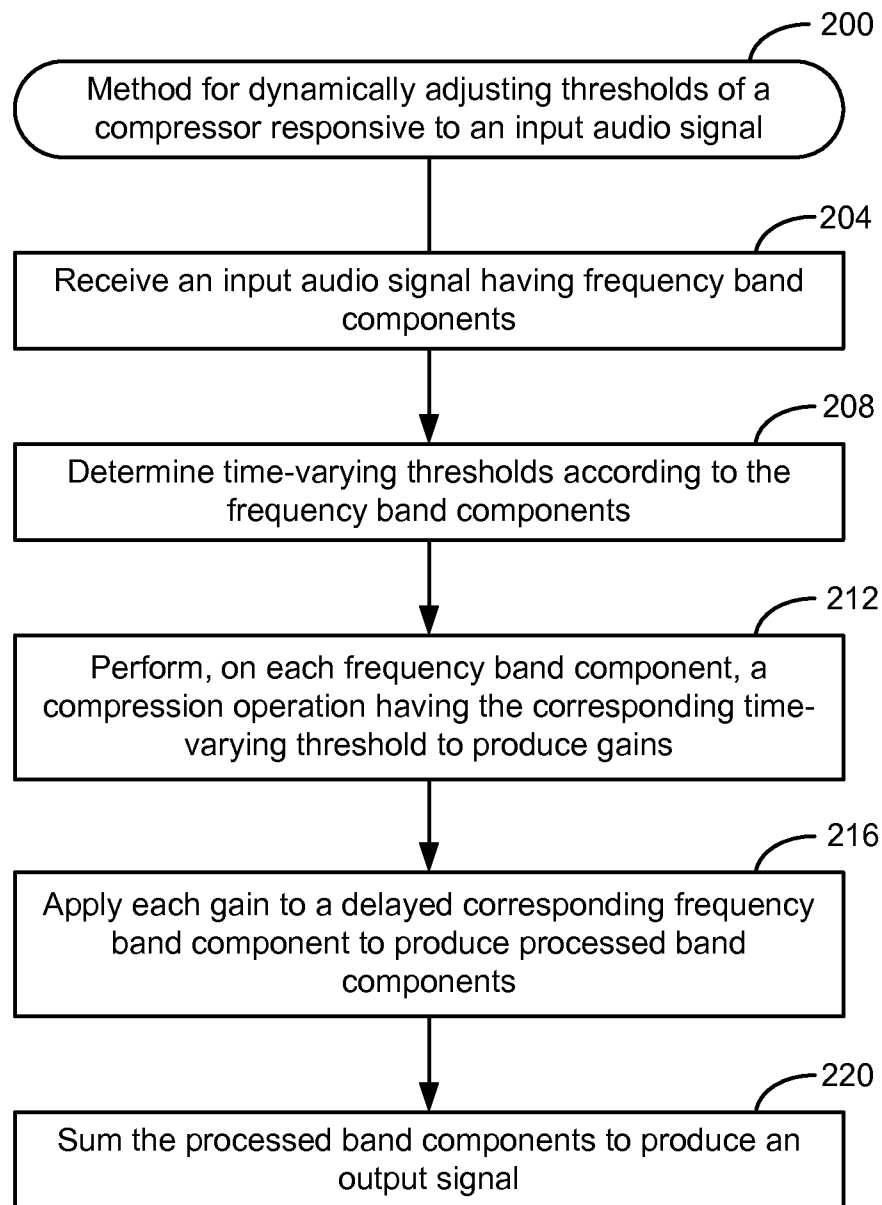 200
Method for dynamically adjusting thresholds of a
compressor responsive to an input audio signal
204
Receive an input audio signal having frequency band
components
208
Determine time-varying thresholds according to the
frequency band components
212
Perform, on each frequency band component, a
compression operation having the corresponding time-
varying threshold to produce gains
216
Apply each gain to a delayed corresponding frequency
band component to produce processed band
components
220
Sum the processed band components to produce an
output signal